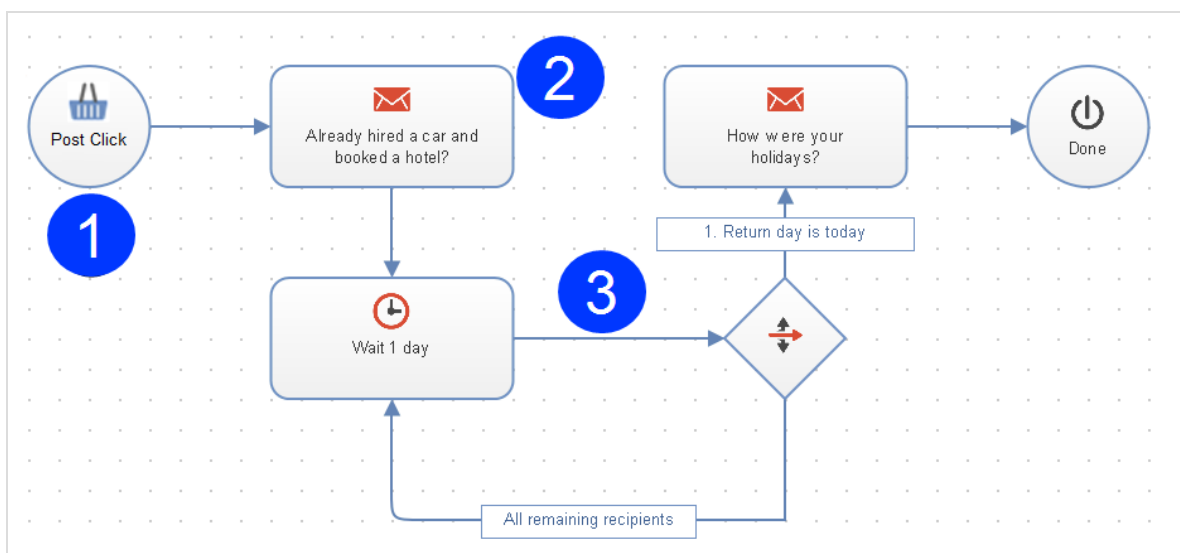 Post Click
1
Already hired a car and
booked a hotel?
2
How were your
holidays?
Done
1. Return day is today
Wait 1 day
3
All remaining recipients